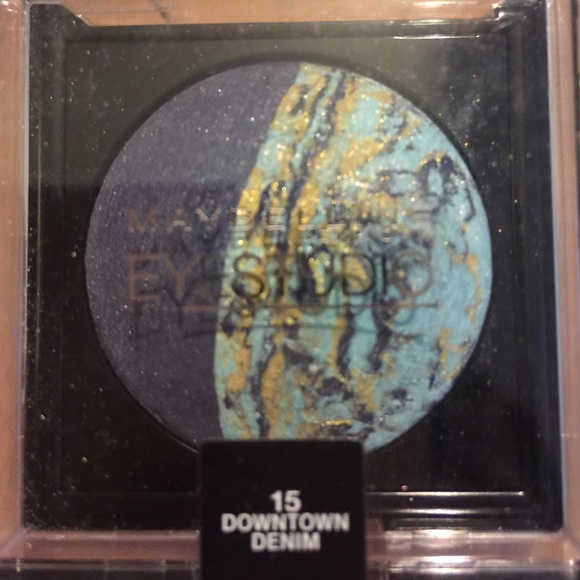 MAYBELLINE
EYESTUDIO
15
DOWNTOWN
DENIM